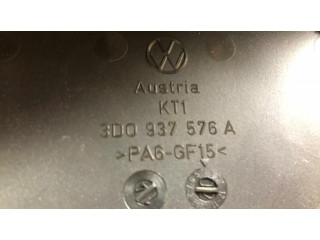 Austria
KT1
3D0 937 576 A
>PA6-GF15<